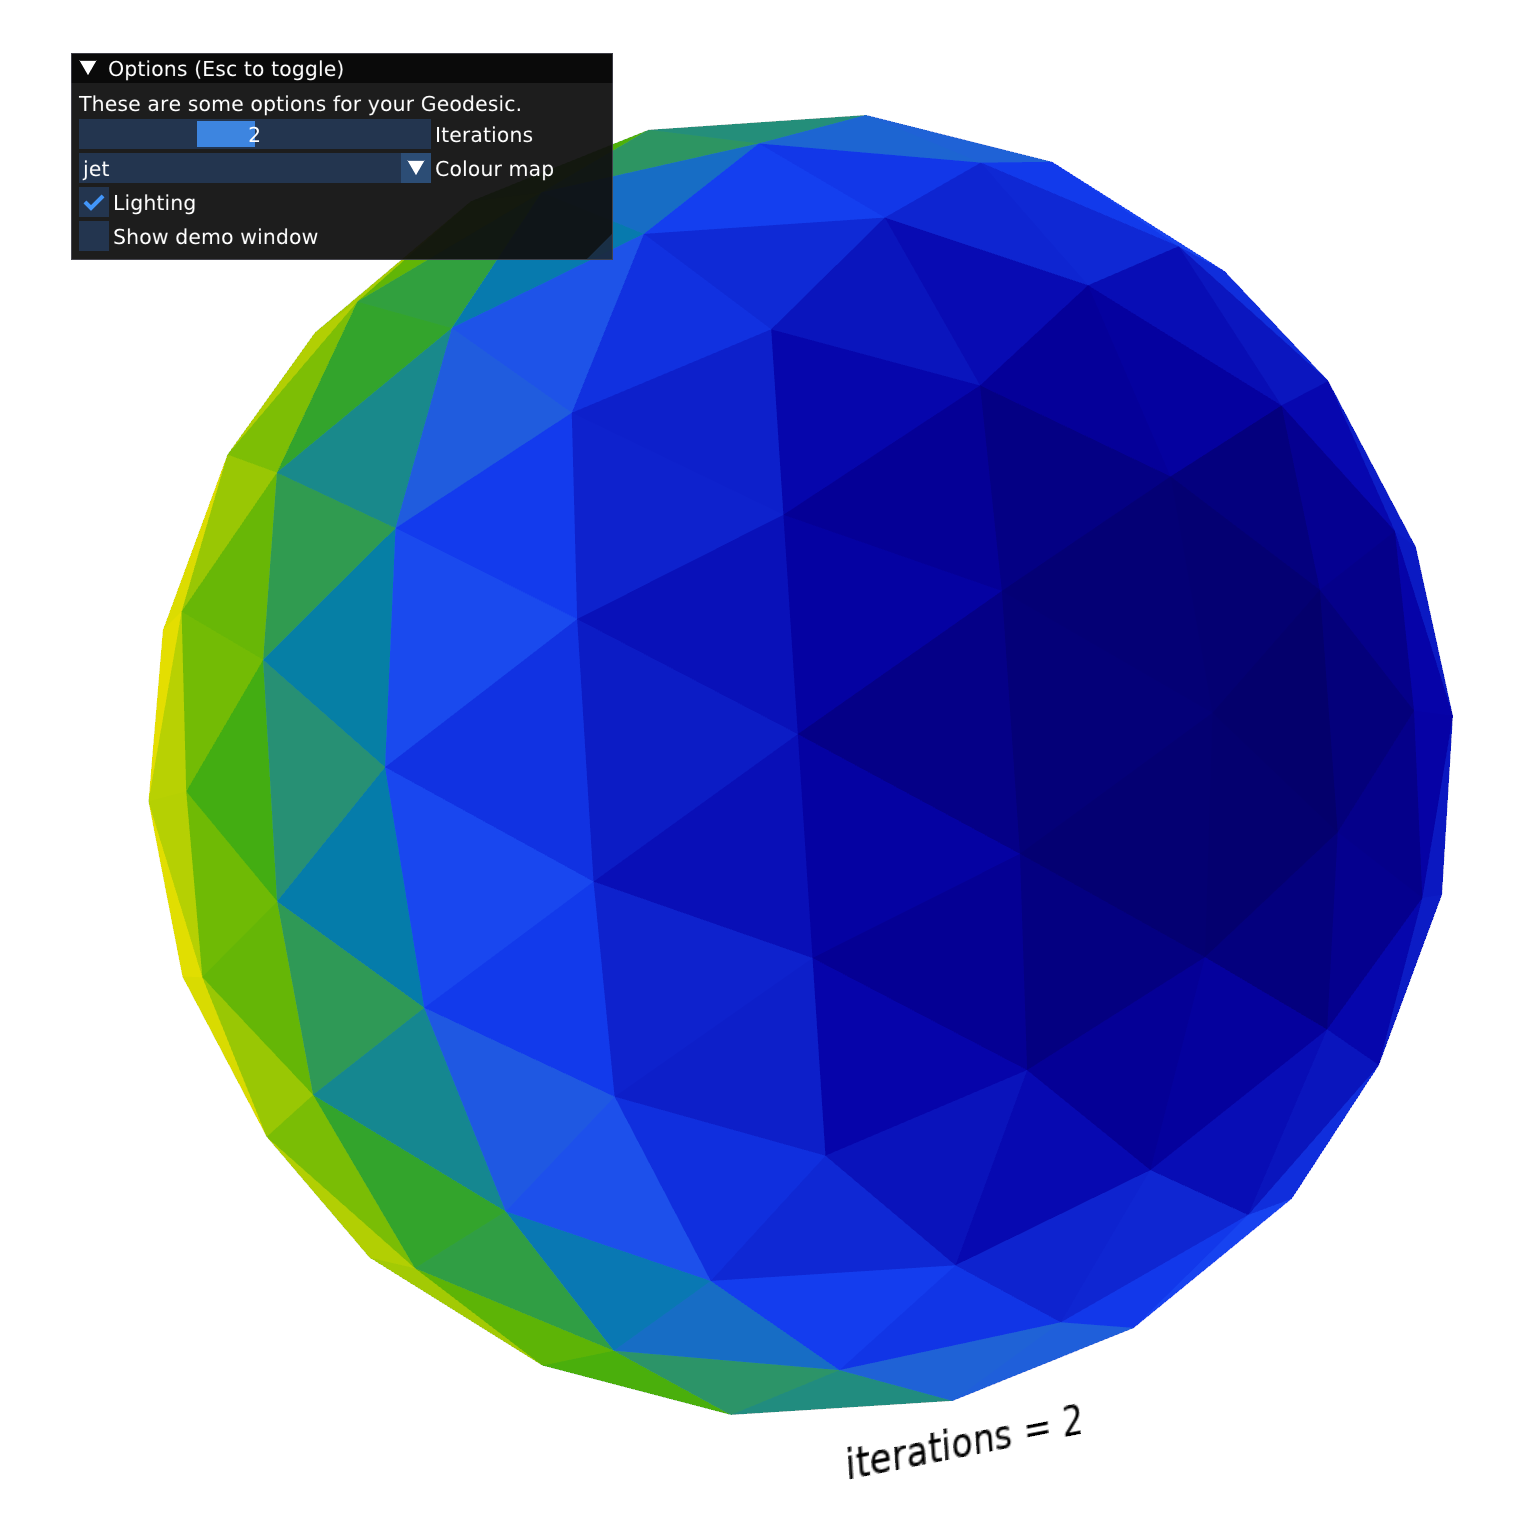 Options (Esc to toggle)
These are some options for your Geodesic.
2 Iterations
jet Colour map
Lighting
Show demo window
iterations = 2